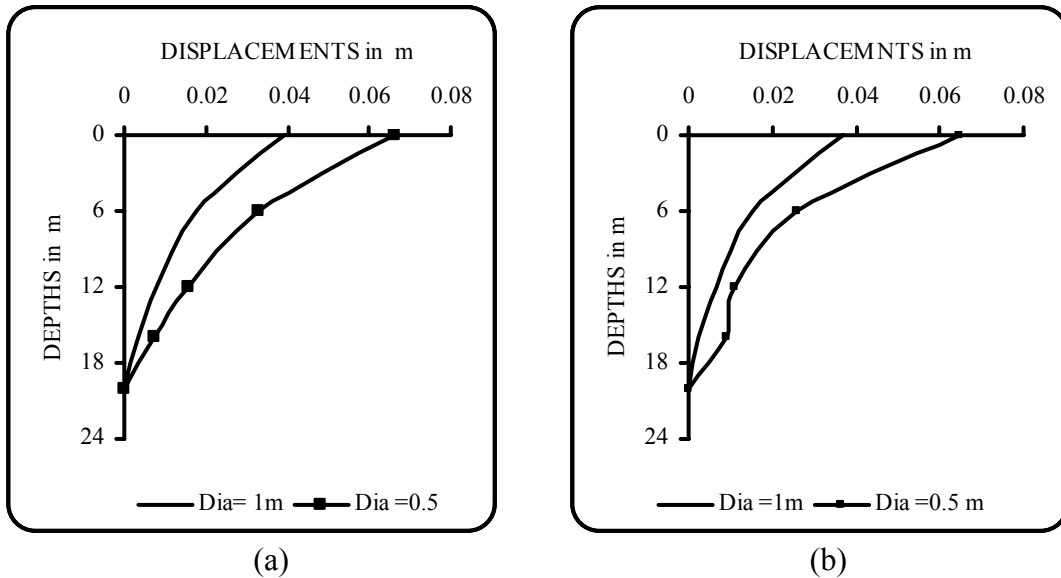 DISPLACEMENTS in m
0 0.02 0.04 0.06 0.08
0
6
12
18
24
DEPTHS in m
Dia= 1m Dia =0.5
(a)
DISPLACEMNTS in m
0 0.02 0.04 0.06 0.08
0
6
12
18
24
DEPTHS in m
Dia =1m Dia =0.5 m
(b)